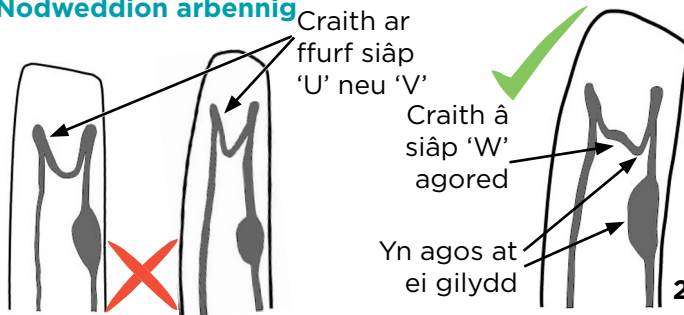 Nodweddion arbennig
Craith ar
ffurf siâp
'U' neu 'V'
Craith â
siâp 'W'
agored
Yn agos at
ei gilydd
2